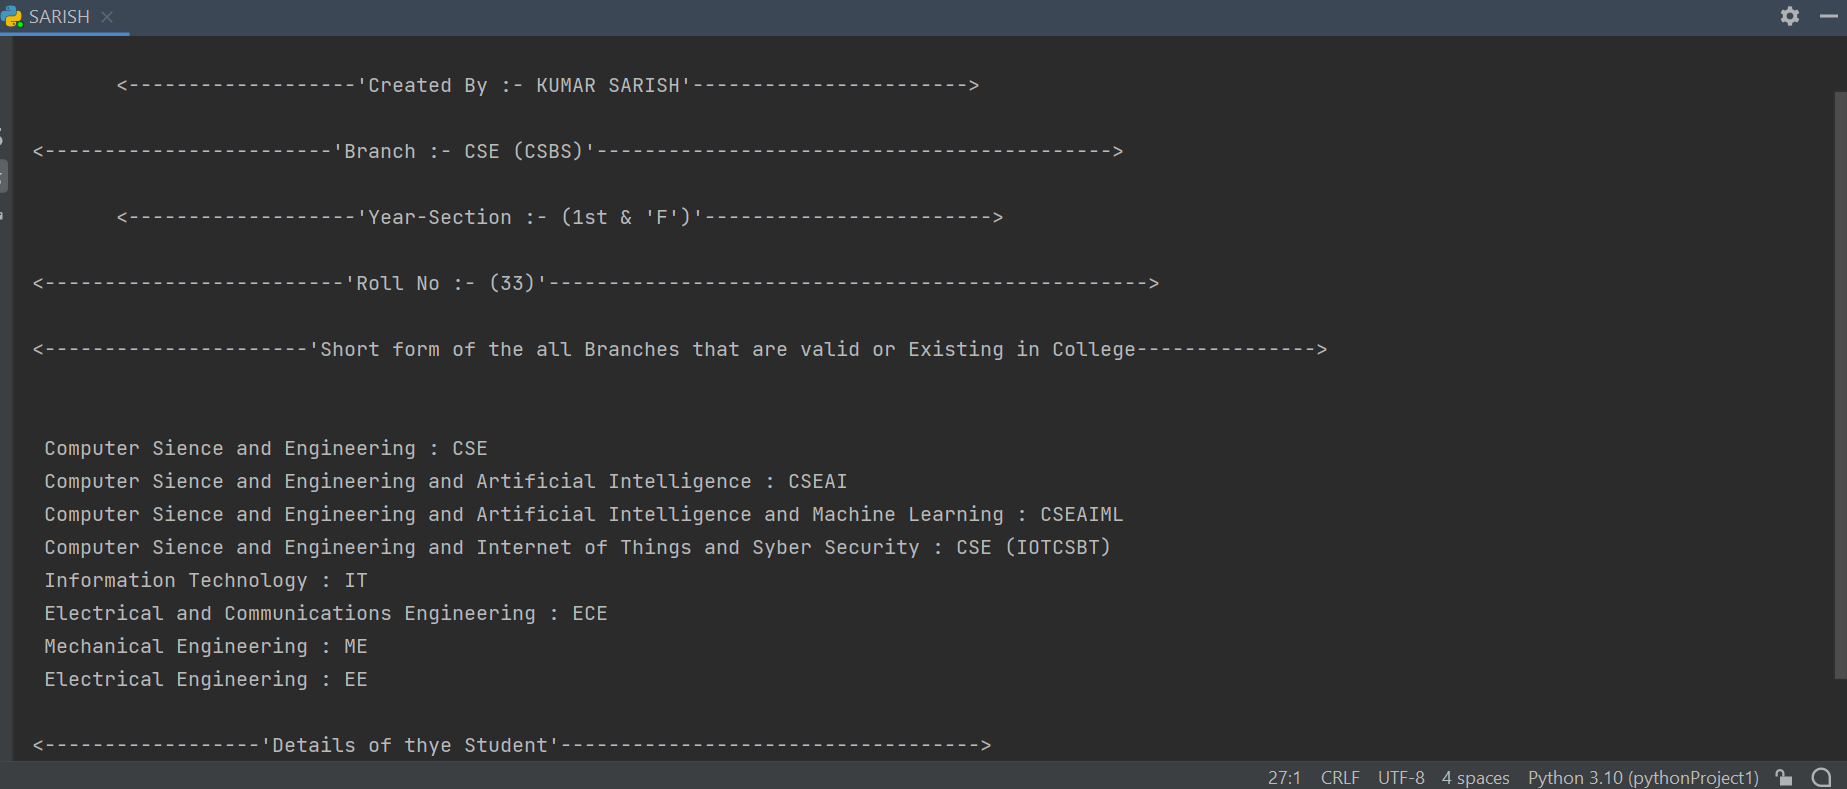 SARISH
<-------------------'Created By :- KUMAR SARISH'----------------------->
<------------------------'Branch :- CSE (CSBS)'------------------------------------------->
<-------------------'Year-Section :- (1st & 'F')'------------------------>
<-------------------------'Roll No :- (33)'-------------------------------------------------->
<----------------------'Short form of the all Branches that are valid or Existing in College--------------->
Computer Sience and Engineering : CSE
Computer Sience and Engineering and Artificial Intelligence : CSEAI
Computer Sience and Engineering and Artificial Intelligence and Machine Learning : CSEAIML
Computer Sience and Engineering and Internet of Things and Syber Security : CSE (IOTCSBT)
Information Technology : IT
Electrical and Communications Engineering : ECE
Mechanical Engineering : ME
Electrical Engineering : EE
<------------------'Details of thye Student'----------------------------------->
27:1 CRLF UTF-8 4 spaces Python 3.10 (pythonProject1)